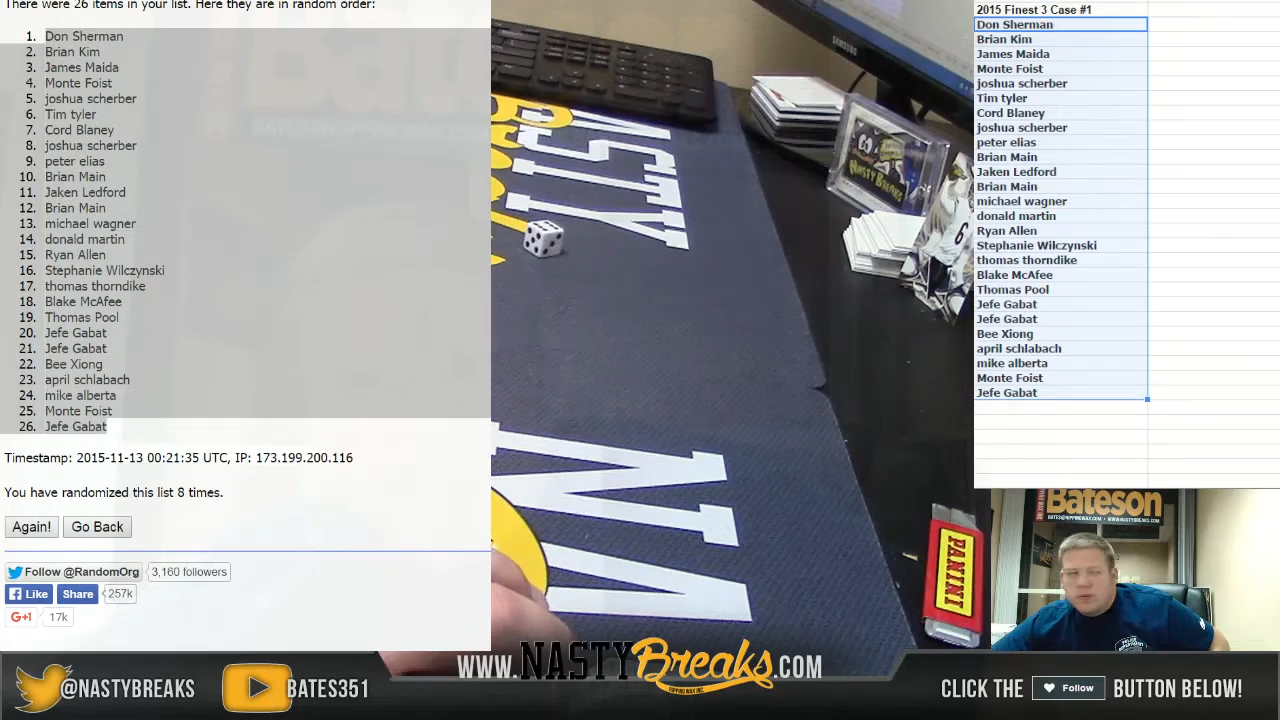 There were 26 items in your list. Here they are in random order:
1. Don Sherman
2. Brian Kim
3. James Maida
4. Monte Foist
5. joshua scherber
6. Tim tyler
7. Cord Blaney
8. joshua scherber
9. peter elias
10. Brian Main
11. Jaken Ledford
12. Brian Main
13. michael wagner
14. donald martin
15. Ryan Allen
16. Stephanie Wilczynski
17. thomas thorndike
18. Blake McAfee
19. Thomas Pool
20. Jefe Gabat
21. Jefe Gabat
22. Bee Xiong
23. april schlabach
24. mike alberta
25. Monte Foist
26. Jefe Gabat
Timestamp: 2015-11-13 00:21:35 UTC, IP: 173.199.200.116
You have randomized this list 8 times.
Again! Go Back
Follow @RandomOrg 3,160 followers
Like Share 257k
G+1 17k
SAMSUNG
NASTY
NASTY BREAKS
NA
PANINI
2015 Finest 3 Case #1
Don Sherman
Brian Kim
James Maida
Monte Foist
joshua scherber
Tim tyler
Cord Blaney
joshua scherber
peter elias
Brian Main
Jaken Ledford
Brian Main
michael wagner
donald martin
Ryan Allen
Stephanie Wilczynski
thomas thorndike
Blake McAfee
Thomas Pool
Jefe Gabat
Jefe Gabat
Bee Xiong
april schlabach
mike alberta
Monte Foist
Jefe Gabat
Bateson
@NASTYBREAKS
BATES351
WWW.NASTYBreaks.COM
RIPPING WAX INC
CLICK THE Follow BUTTON BELOW!